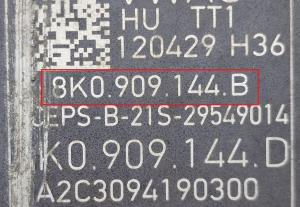 HU TT1
120429 H36
8K0.909.144.B
EPS-B-21S-29549014
K0.909.144.D
A2C3094190300